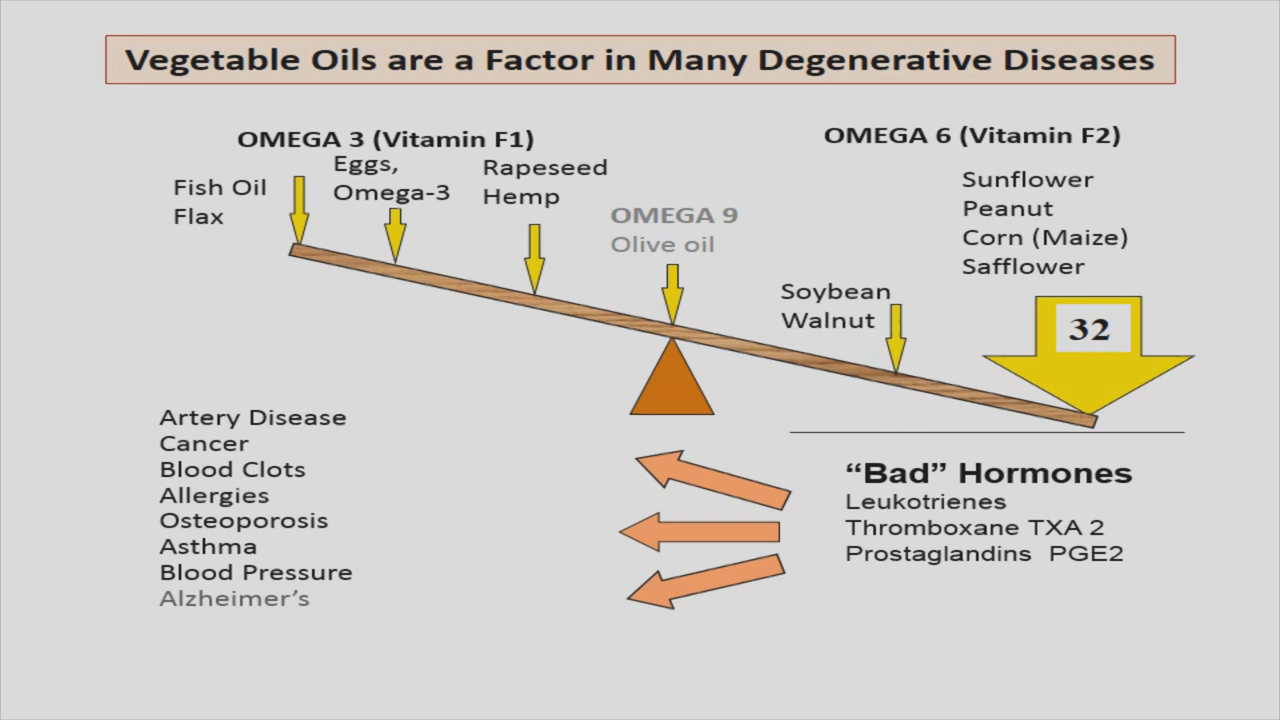 Vegetable Oils are a Factor in Many Degenerative Diseases
OMEGA 3 (Vitamin F1)
Fish Oil
Flax
Eggs,
Omega-3
Rapeseed
Hemp
OMEGA 9
Olive oil
OMEGA 6 (Vitamin F2)
Soybean
Walnut
Sunflower
Peanut
Corn (Maize)
Safflower
32
Artery Disease
Cancer
Blood Clots
Allergies
Osteoporosis
Asthma
Blood Pressure
Alzheimer’s
“Bad” Hormones
Leukotrienes
Thromboxane TXA 2
Prostaglandins PGE2